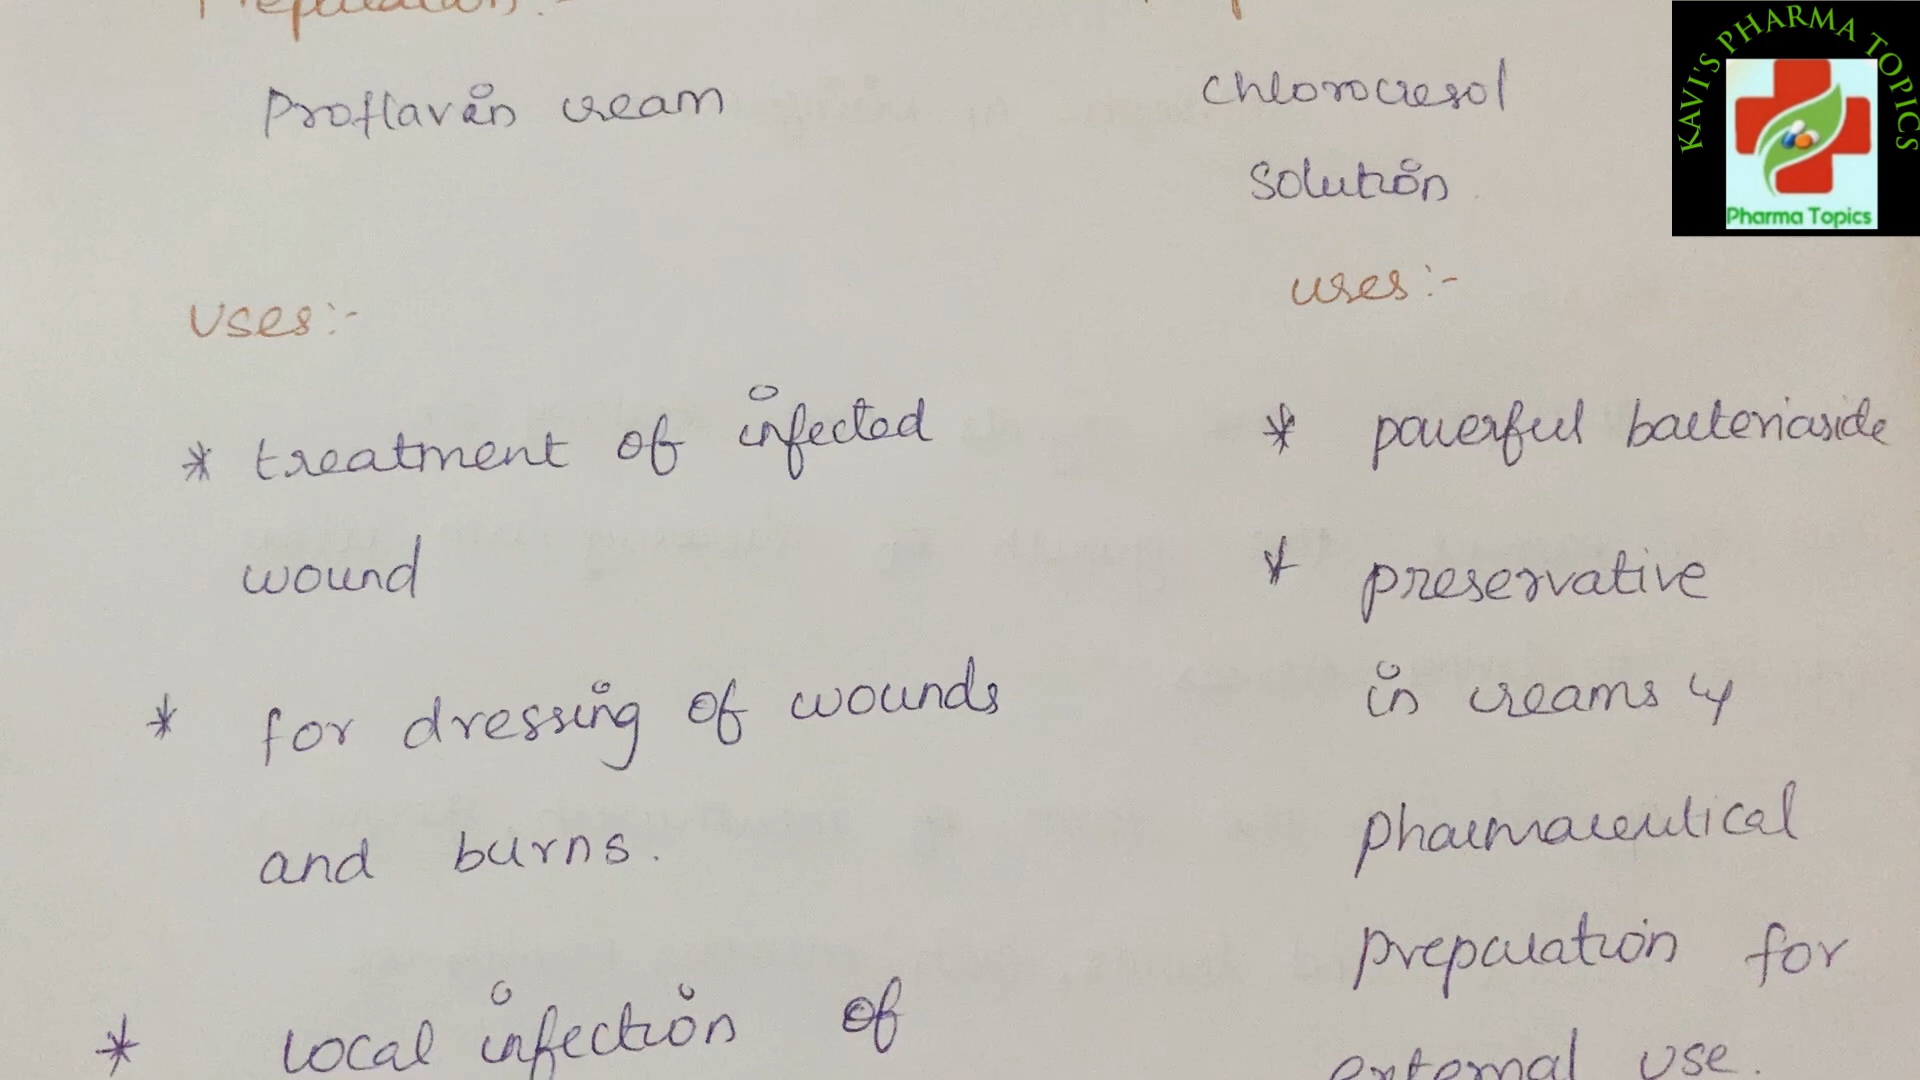 Preparation:-
Proflavin cream
Uses:-
* treatment of infected
wound
* for dressing of wounds
and burns.
* Local infection of
Chlorocresol
Solution
uses:-
* powerful bacteriaside
* preservative
in creams &
pharmaceutical
preparation for
external use.
KAVI'S PHARMA TOPICS
Pharma Topics